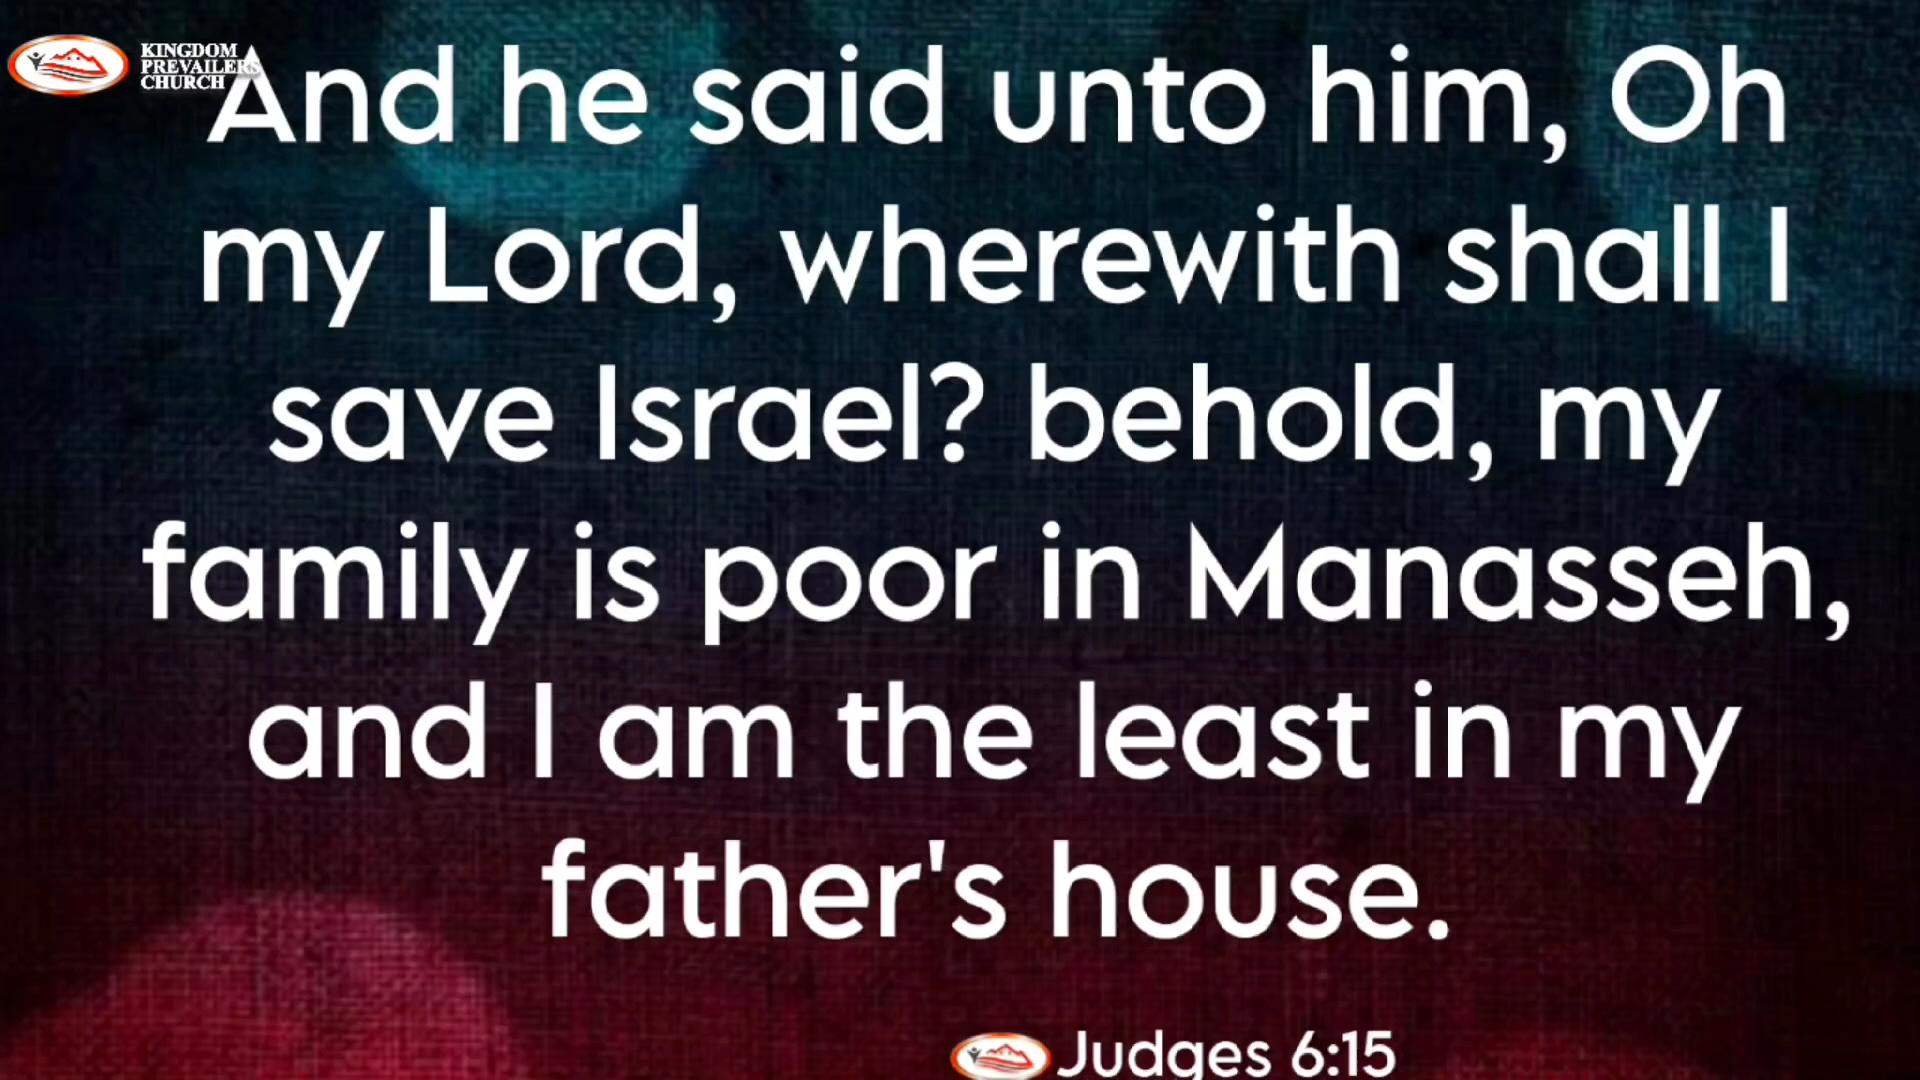 KINGDOM
PREVAILERS
CHURCH
And he said unto him, Oh
my Lord, wherewith shall I
save Israel? behold, my
family is poor in Manasseh,
and I am the least in my
father's house.
Judges 6:15